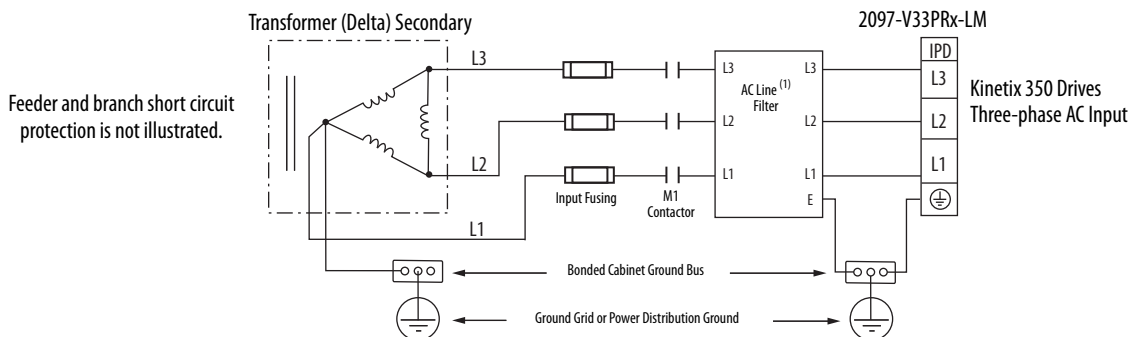 2097-V33PRx-LM
Transformer (Delta) Secondary
IPD
L3
L3
L3
L3
AC Line (1)
Filter
Feeder and branch short circuit
protection is not illustrated.
Kinetix 350 Drives
Three-phase AC Input
L2
L2
L2
L2
L1
L1
L1
Input Fusing
M1
Contactor
E
L1
Bonded Cabinet Ground Bus
Ground Grid or Power Distribution Ground